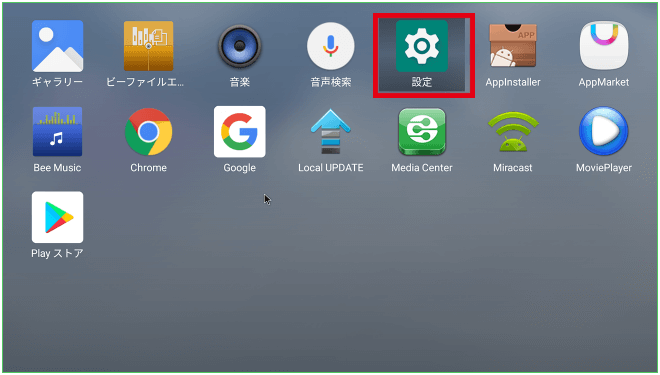 ギャラリー
ビーファイルエ...
音楽
音声検索
設定
APP
AppInstaller
AppMarket
Bee Music
Chrome
Google
Local UPDATE
Media Center
Miracast
MoviePlayer
Play ストア